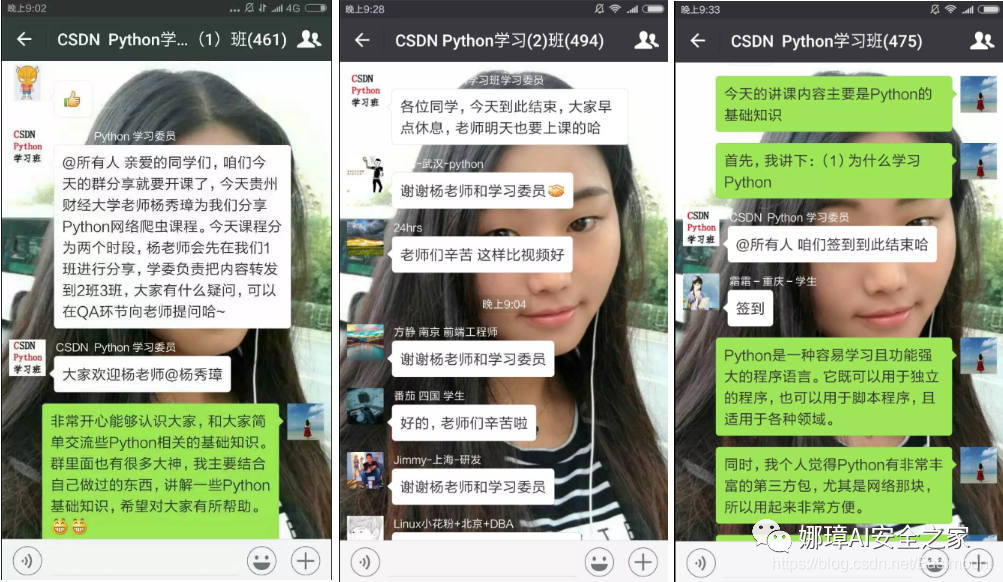 晚上9:02
4G
CSDN Python学...（1）班(461)
CSDN
Python
学习班
Python 学习委员
@所有人 亲爱的同学们，咱们今
天的群分享就要开课了，今天贵州
财经大学老师杨秀璋为我们分享
Python网络爬虫课程。今天课程分
为两个时段，杨老师会先在我们1
班进行分享，学委负责把内容转发
到2班3班，大家有什么疑问，可以
在QA环节向老师提问哈~
CSDN
Python
学习班
CSDN Python 学习委员
大家欢迎杨老师@杨秀璋
非常开心能够认识大家，和大家简
单交流些Python相关的基础知识。
群里面也有很多大神，我主要结合
自己做过的东西，讲解一些Python
基础知识，希望对大家有所帮助。
晚上9:28
CSDN Python学习(2)班(494)
CSDN
Python
学习班
学习班学习委员
各位同学，今天到此结束，大家早
点休息，老师明天也要上课的哈
-武汉-python
谢谢杨老师和学习委员
24hrs
老师们辛苦 这样比视频好
晚上9:04
方静 南京 前端工程师
谢谢杨老师和学习委员
番茄 四国 学生
好的，老师们辛苦啦
Jimmy-上海-研发
谢谢杨老师和学习委员
Linux小花粉+北京+DBA
晚上9:33
CSDN Python学习班(475)
今天的讲课内容主要是Python的
基础知识
首先，我讲下：（1）为什么学习
Python
CSDN
Python
学习班
CSDN Python 学习委员
@所有人 咱们签到到此结束哈
霜霜－重庆－学生
签到
Python是一种容易学习且功能强
大的程序语言。它既可以用于独立
的程序，也可以用于脚本程序，且
适用于各种领域。
同时，我个人觉得Python有非常丰
富的第三方包，尤其是网络那块，
所以用起来非常方便。
娜璋AI安全之家